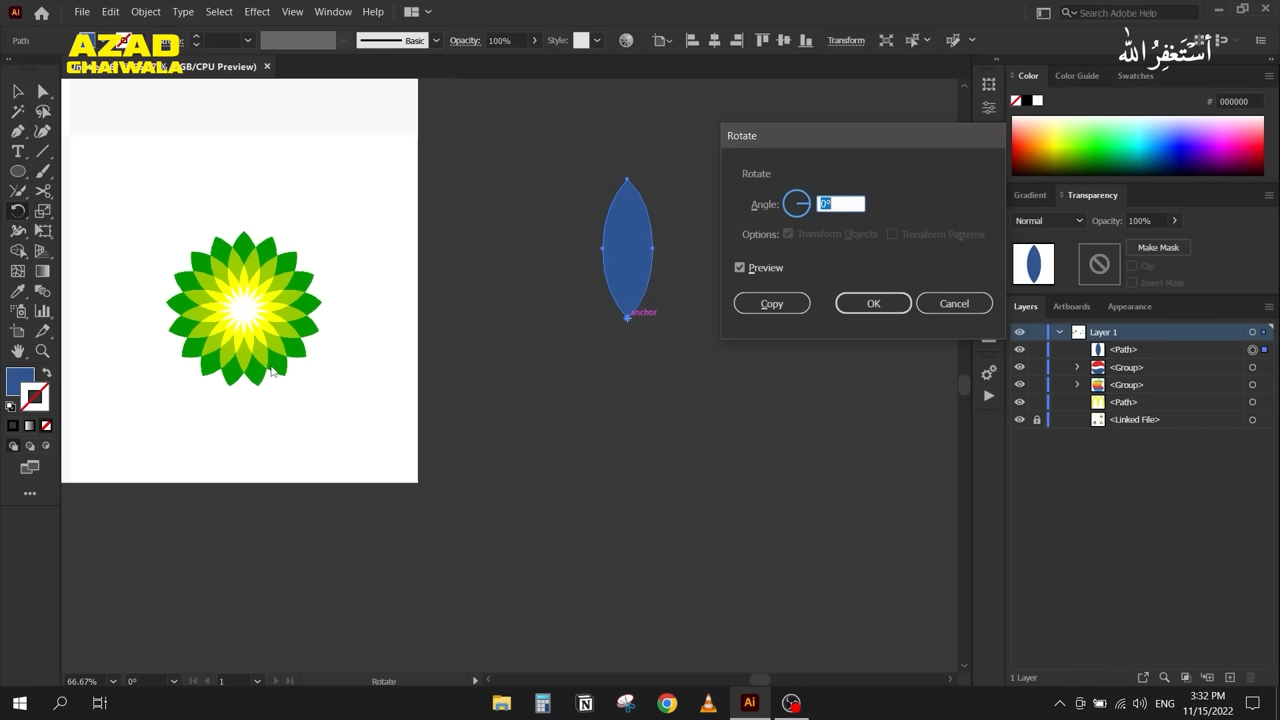 File Edit Object Type Select Effect View Window Help
Search Adobe Help
Path
Basic
Opacity: 100%
Style:
Transform
AZAD
CHAIWALA
أستغفر الله
GB/CPU Preview)
Color
Color Guide
Swatches
# 000000
Rotate
Rotate
Angle: 0°
Options: Transform Objects Transform Patterns
Preview
Copy
OK
Cancel
anchor
Gradient
Transparency
Normal
Opacity: 100%
Make Mask
Clip
Invert Mask
Layers
Artboards
Appearance
Layer 1
<Path>
<Group>
<Group>
<Path>
<Linked File>
66.67%
0°
1
Rotate
1 Layer
ENG
3:32 PM
11/15/2022